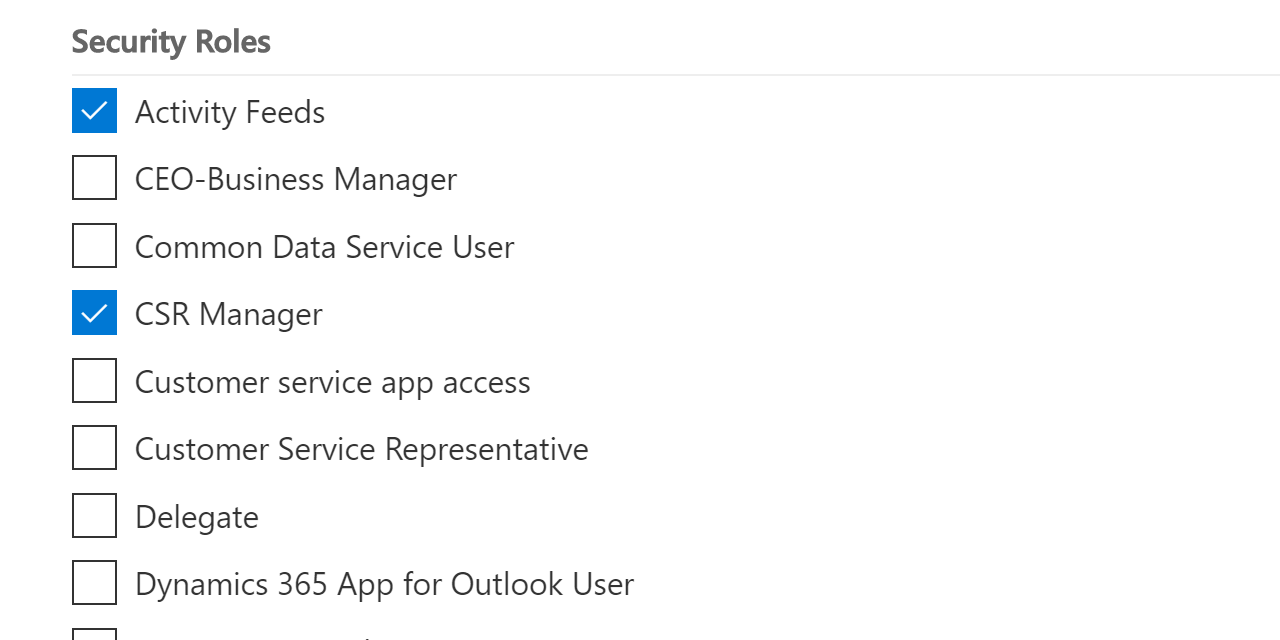 Security Roles
Activity Feeds
CEO-Business Manager
Common Data Service User
CSR Manager
Customer service app access
Customer Service Representative
Delegate
Dynamics 365 App for Outlook User